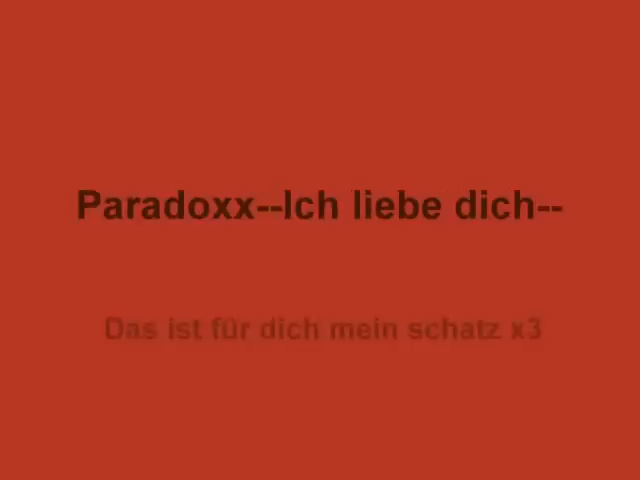 Paradoxx--Ich liebe dich--
Das ist für dich mein schatz x3